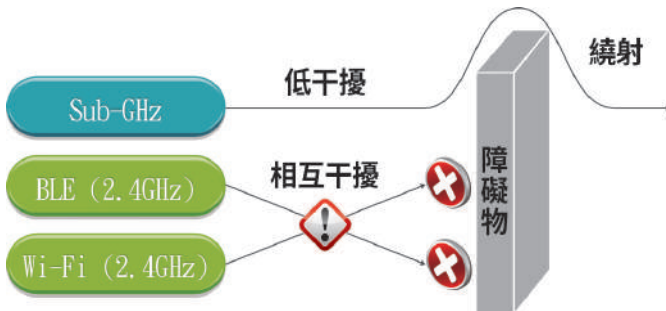 低干擾
繞射
Sub-GHz
相互干擾
BLE (2.4GHz)
Wi-Fi (2.4GHz)
障礙物